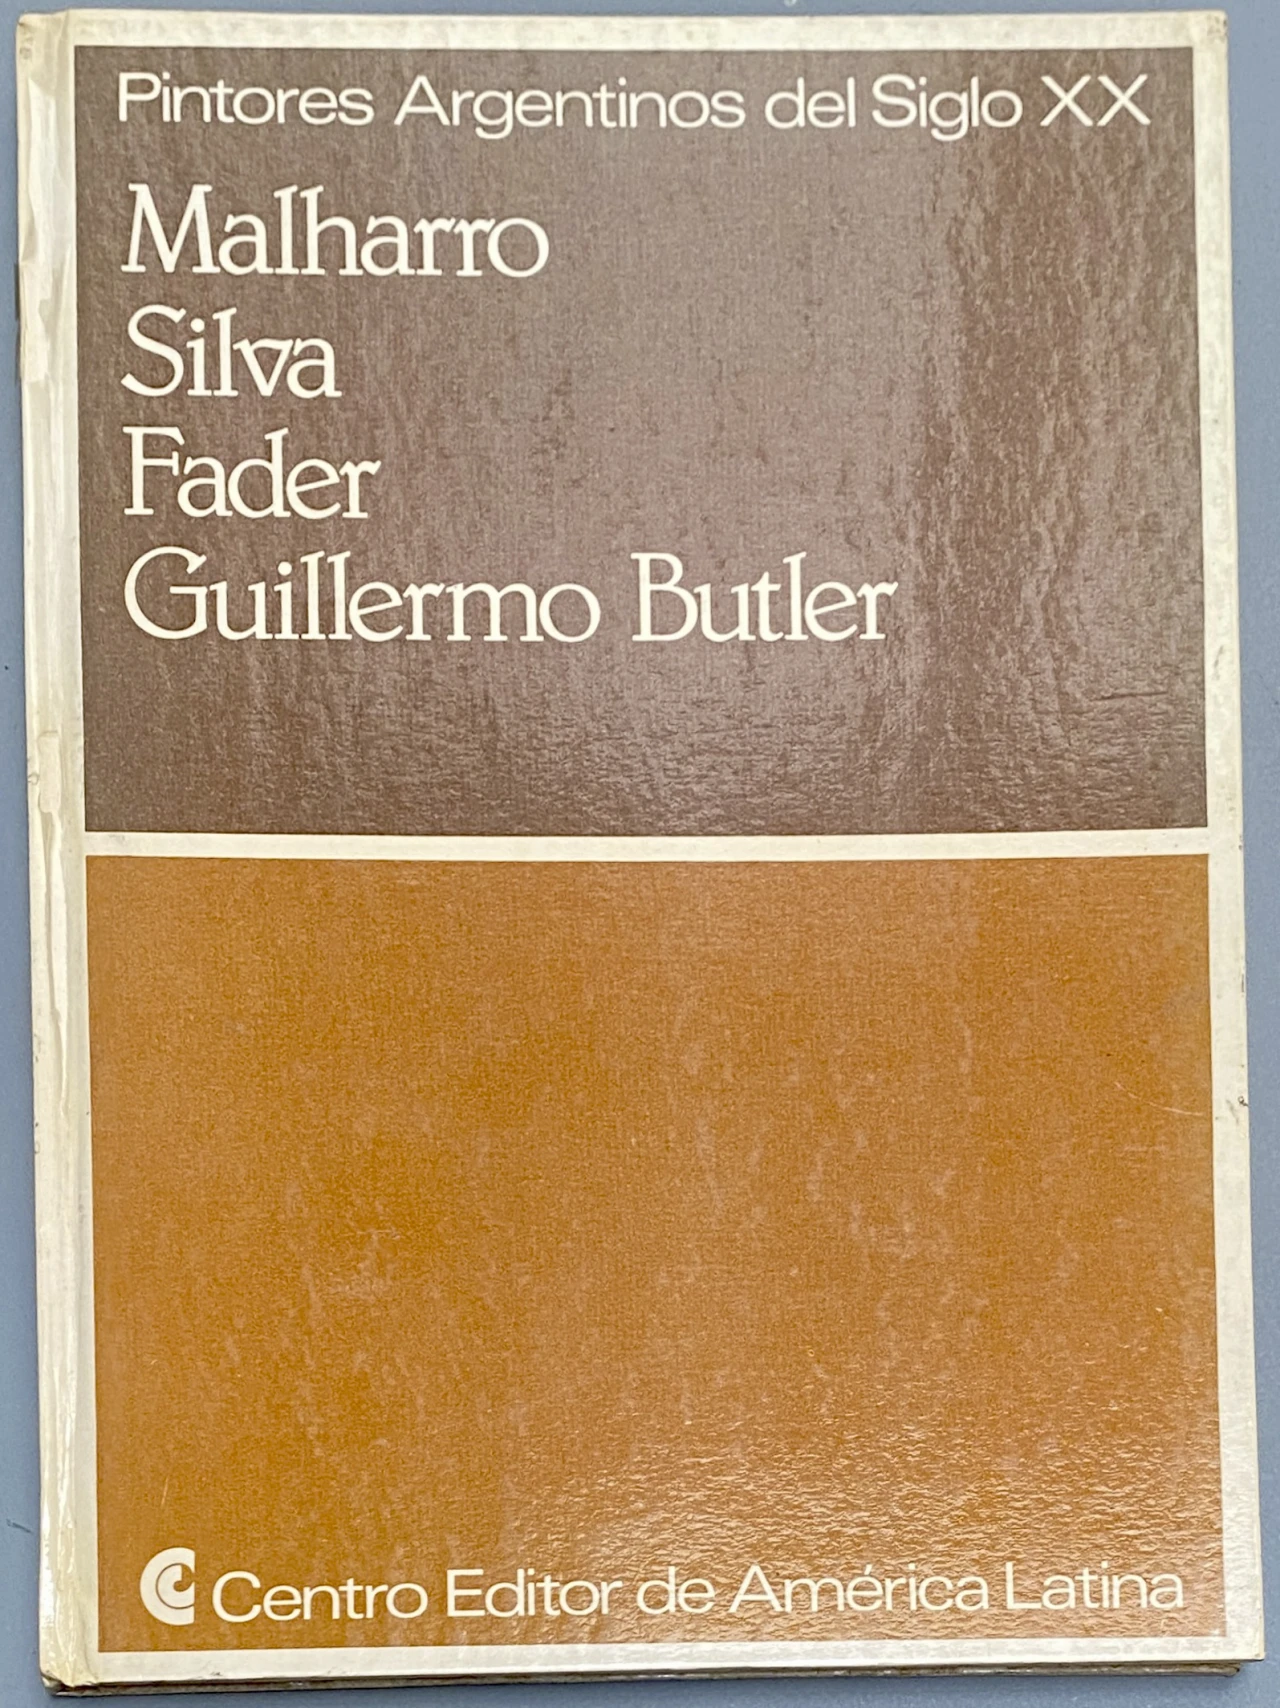 Pintores Argentinos del Siglo XX
Malharro
Silva
Fader
Guillermo Butler
Centro Editor de América Latina